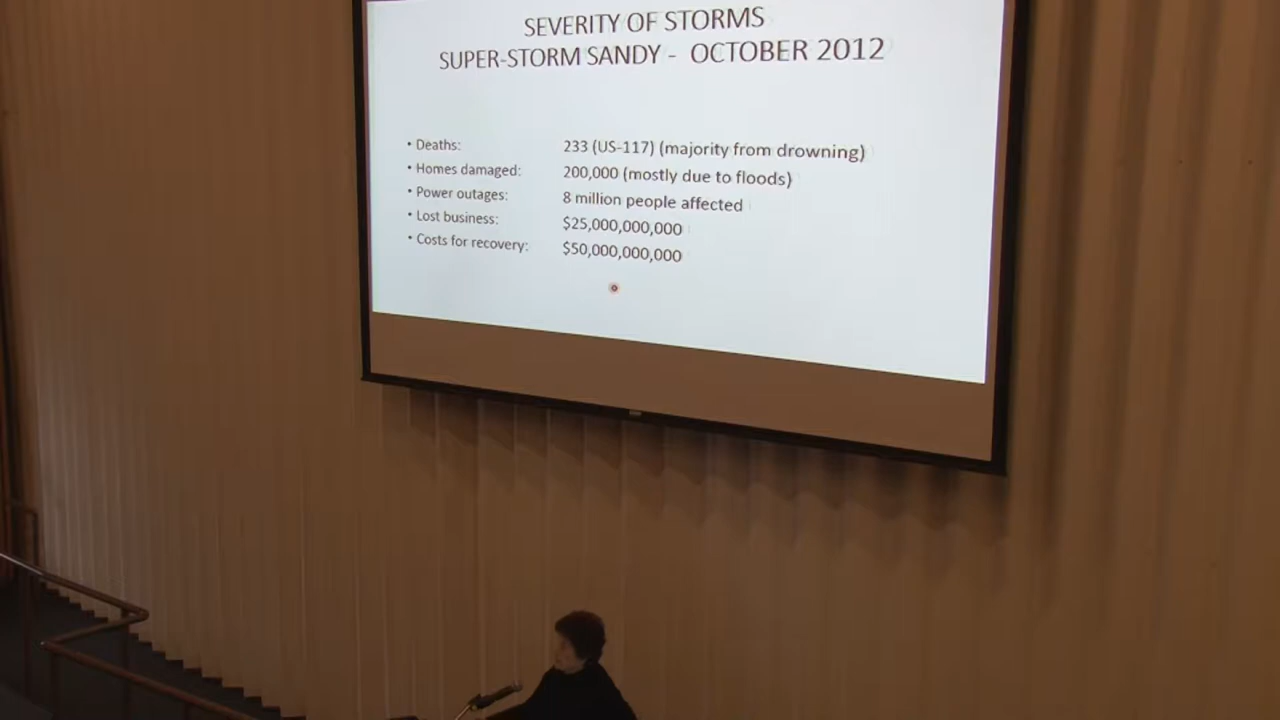 SEVERITY OF STORMS
SUPER-STORM SANDY - OCTOBER 2012
• Deaths: 233 (US-117) (majority from drowning)
• Homes damaged: 200,000 (mostly due to floods)
• Power outages: 8 million people affected
• Lost business: $25,000,000,000
• Costs for recovery: $50,000,000,000